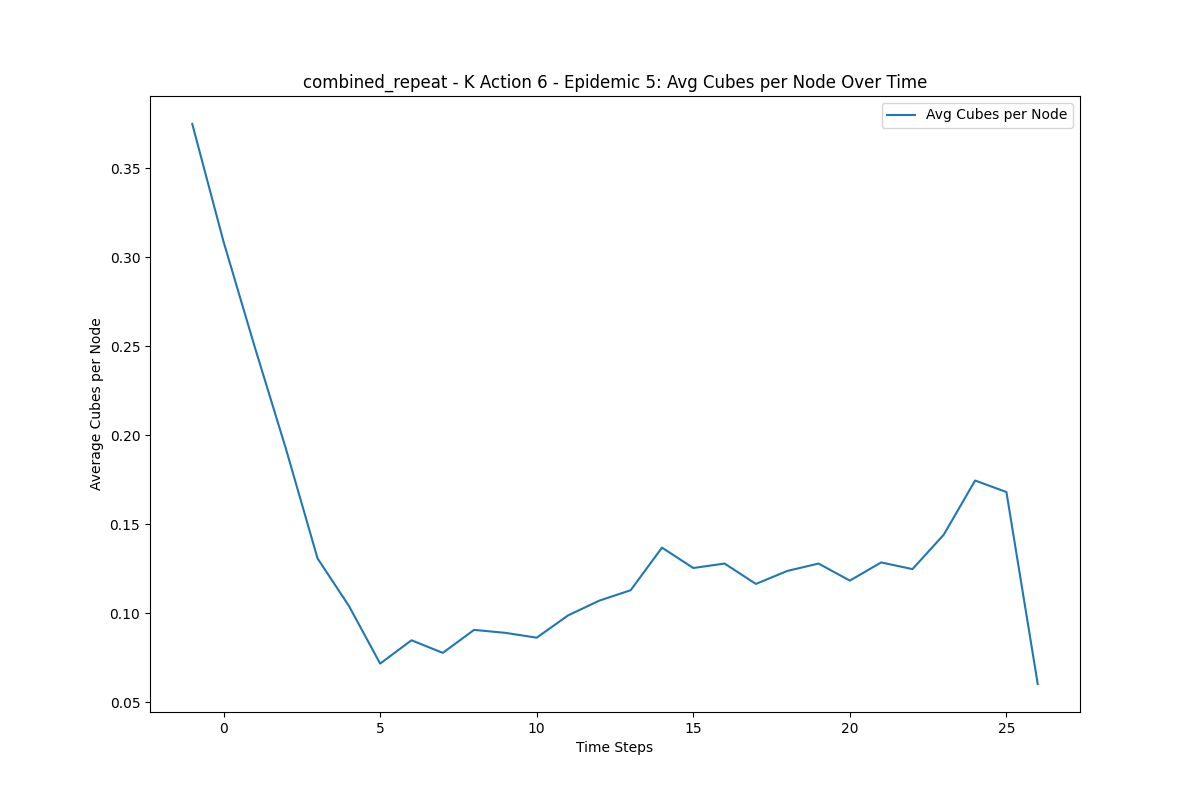 combined_repeat - K Action 6 - Epidemic 5: Avg Cubes per Node Over Time
Avg Cubes per Node
0.35
0.30
0.25
0.20
0.15
0.10
0.05
Average Cubes per Node
0 5 10 15 20 25
Time Steps